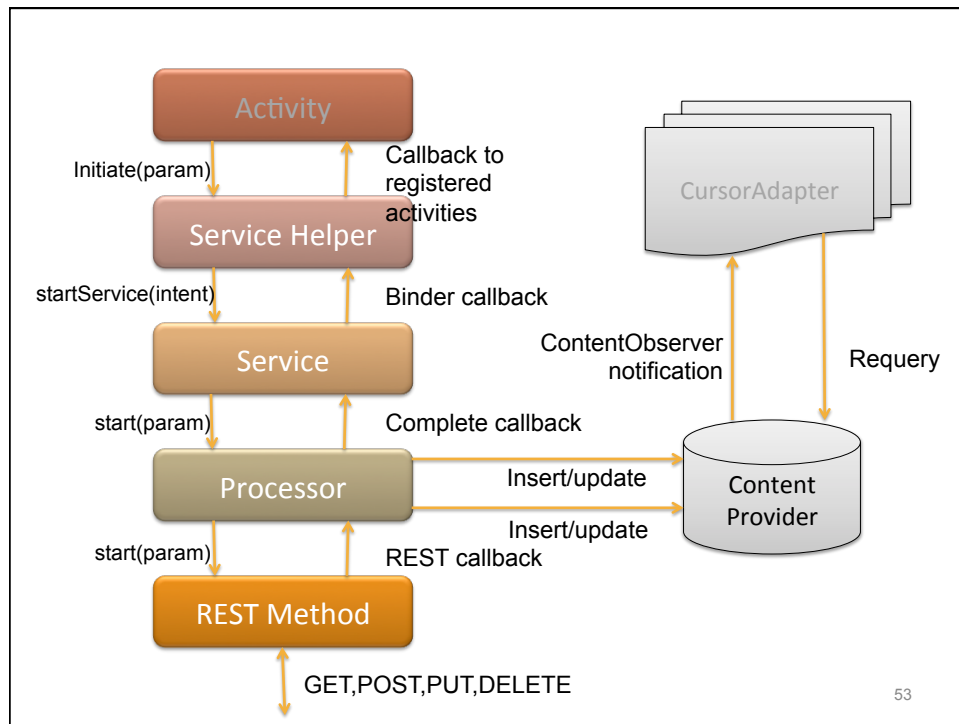 Activity
Initiate(param)
Callback to
registered
activities
CursorAdapter
Service Helper
startService(intent)
Binder callback
Service
ContentObserver
notification
Requery
start(param)
Complete callback
Processor
Insert/update
Content
Provider
Insert/update
start(param)
REST callback
REST Method
GET,POST,PUT,DELETE
53